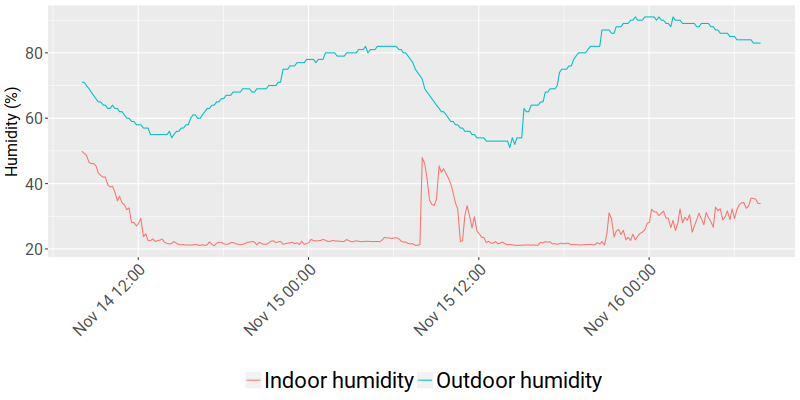 Humidity (%)
80
60
40
20
Nov 14 12:00
Nov 15 00:00
Nov 15 12:00
Nov 16 00:00
Indoor humidity
Outdoor humidity